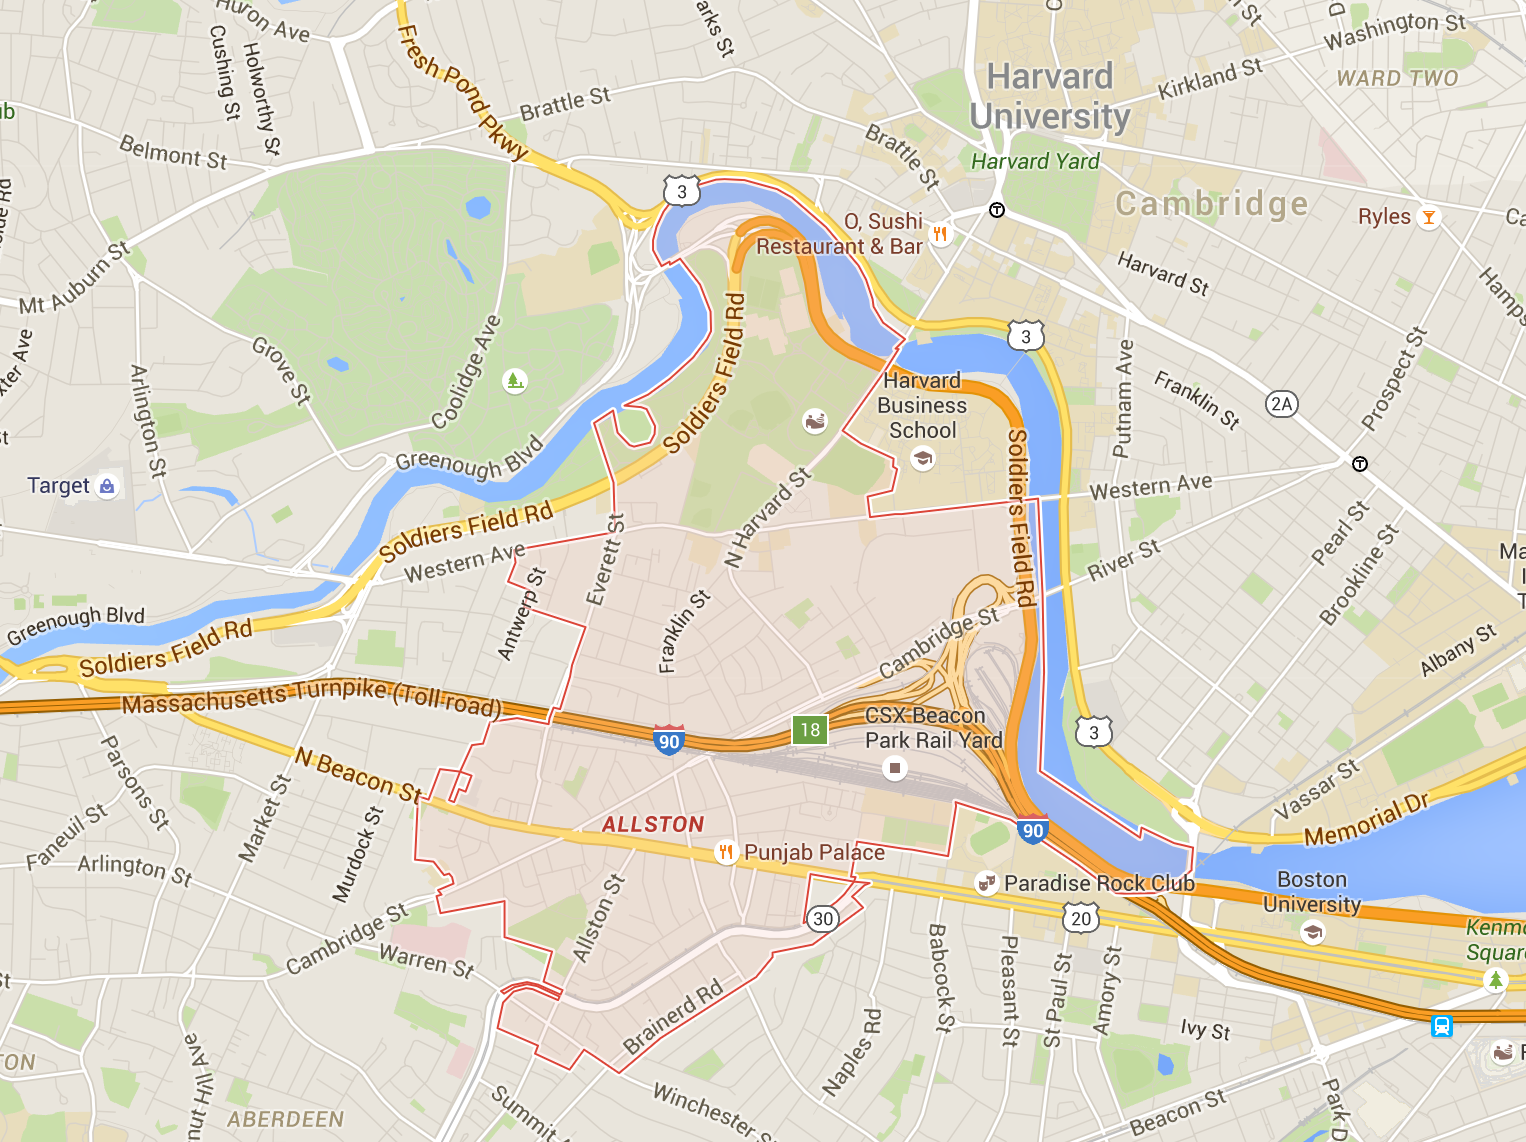 Huron Ave
Cushing St
Holworthy St
Fresh Pond Pkwy
Brattle St
Belmont St
Washington St
Kirkland St
WARD TWO
Harvard
University
Harvard Yard
Brattle St
Cambridge
Ryles
3
O, Sushi
Restaurant & Bar
Mt Auburn St
Harvard St
Grove St
Coolidge Ave
Arlington St
Soldiers Field Rd
3
Putnam Ave
Prospect St
Franklin St
2A
Harvard
Business
School
Greenough Blvd
Target
Soldiers Field Rd
Western Ave
N Harvard St
Soldiers Field Rd
Western Ave
Everett St
Antwerp St
Franklin St
River St
Pearl St
Brookline St
Cambridge St
Albany St
Greenough Blvd
Soldiers Field Rd
Massachusetts Turnpike (Toll road)
90
18
CSX Beacon
Park Rail Yard
3
N Beacon St
Parsons St
Market St
Faneuil St
Murdock St
Arlington St
ALLSTON
Punjab Palace
90
Vassar St
Memorial Dr
Paradise Rock Club
Boston
University
30
20
Cambridge St
Warren St
Allston St
Brainerd Rd
Babcock St
Pleasant St
St Paul St
Amory St
Ivy St
Naples Rd
ABERDEEN
Summit
Winchester St
Beacon St